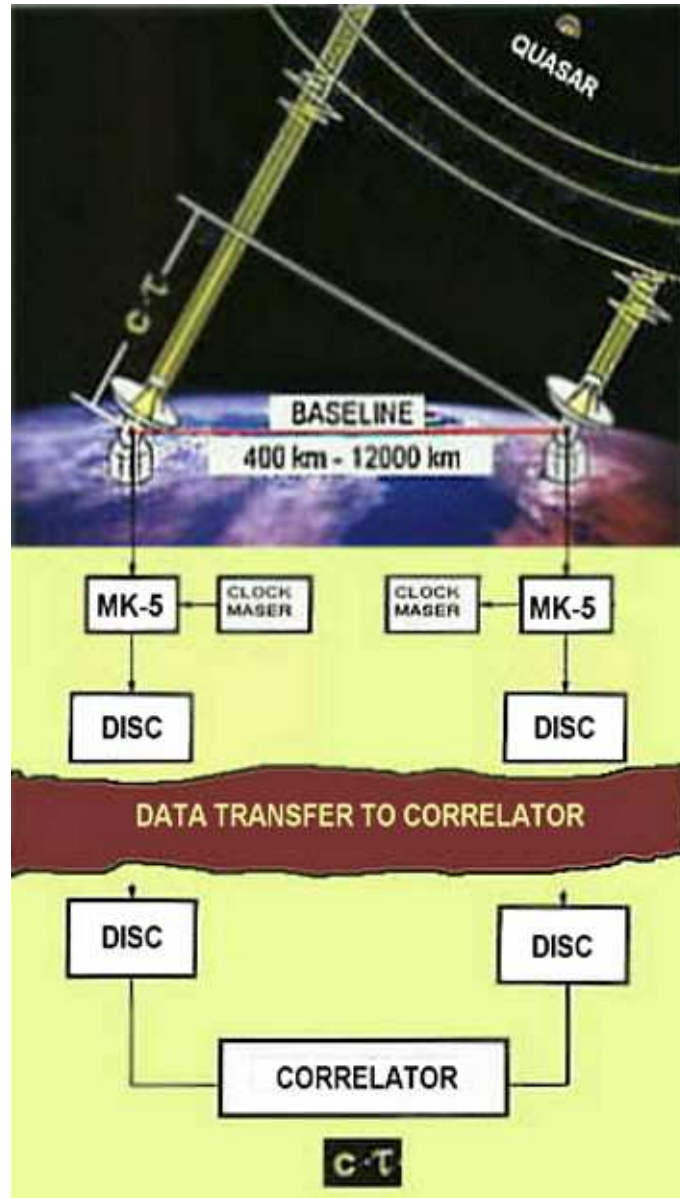 QUASAR
c·τ
BASELINE
400 km - 12000 km
MK-5
CLOCK
MASER
CLOCK
MASER
MK-5
DISC
DISC
DATA TRANSFER TO CORRELATOR
DISC
DISC
CORRELATOR
c·τ